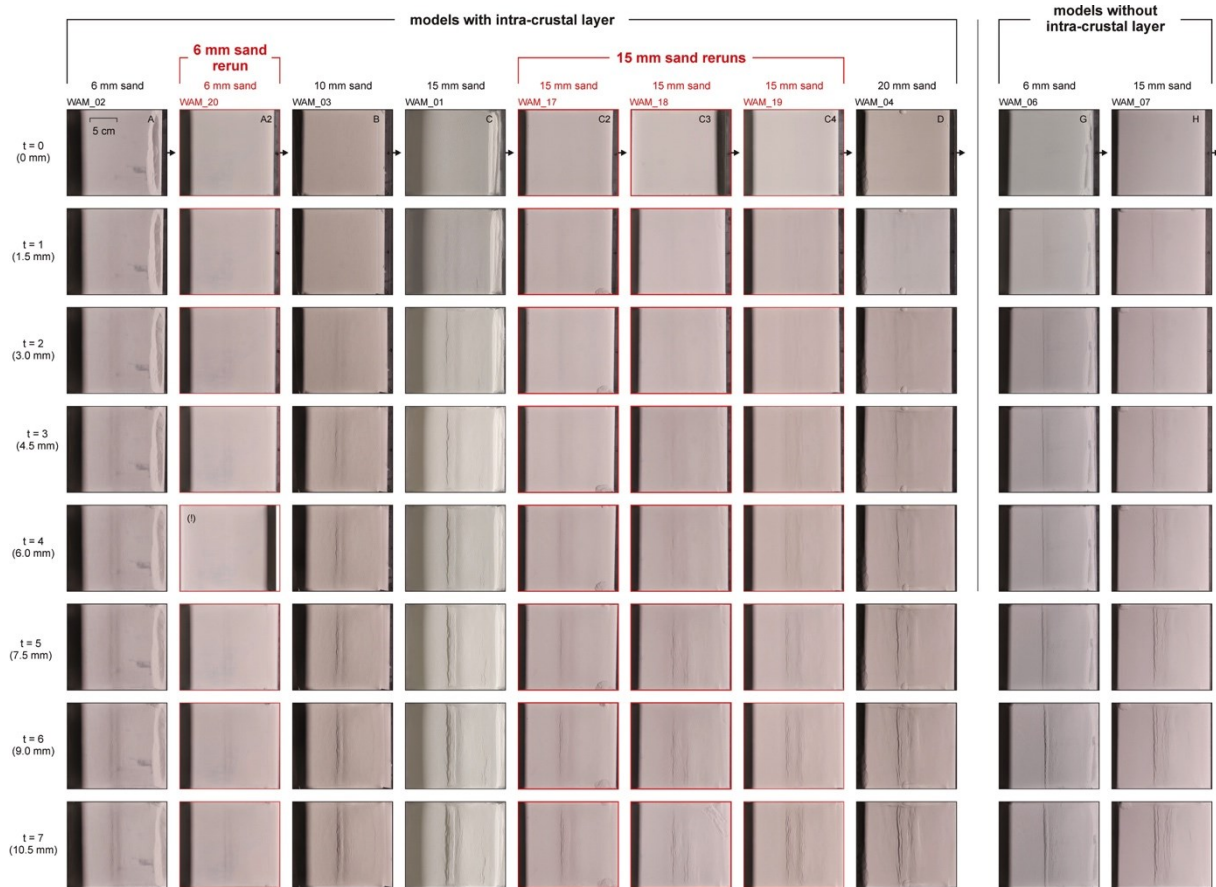 models with intra-crustal layer
models without
intra-crustal layer
6 mm sand
rerun
15 mm sand reruns
6 mm sand
6 mm sand
10 mm sand
15 mm sand
15 mm sand
15 mm sand
15 mm sand
20 mm sand
6 mm sand
15 mm sand
WAM_02
WAM_20
WAM_03
WAM_01
WAM_17
WAM_18
WAM_19
WAM_04
WAM_06
WAM_07
A
A2
B
C
C2
C3
C4
D
G
H
5 cm
t = 0
(0 mm)
t = 1
(1.5 mm)
t = 2
(3.0 mm)
t = 3
(4.5 mm)
t = 4
(6.0 mm)
(!)
t = 5
(7.5 mm)
t = 6
(9.0 mm)
t = 7
(10.5 mm)